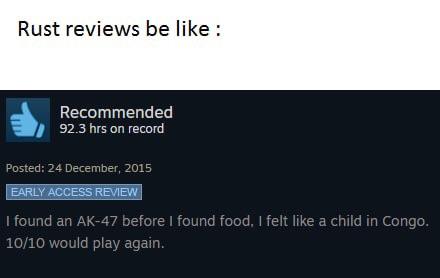 Rust reviews be like :
Recommended
92.3 hrs on record
Posted: 24 December, 2015
EARLY ACCESS REVIEW
I found an AK-47 before I found food, I felt like a child in Congo.
10/10 would play again.